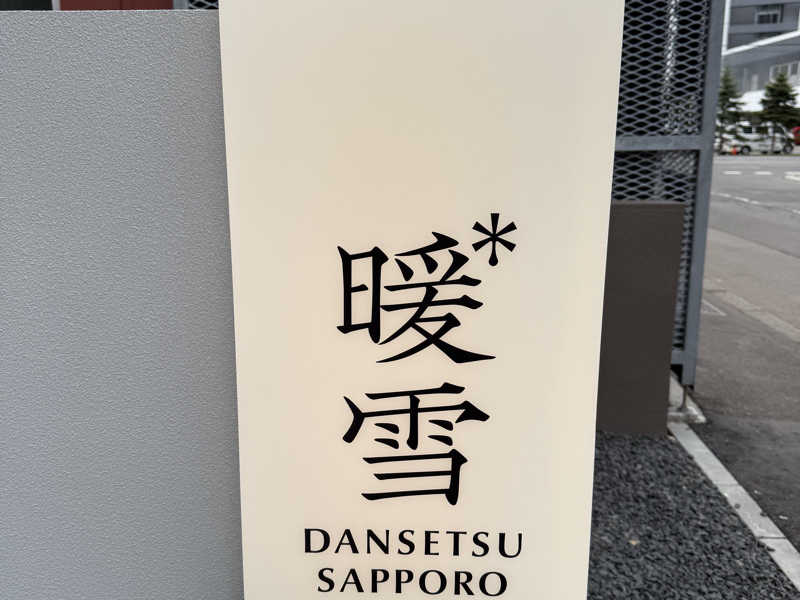 暖*
雪
DANSETSU
SAPPORO